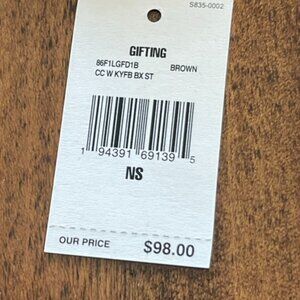 S835-0002
GIFTING
86F1LGFD1B BROWN
CC W KYFB BX ST
1 94391 69139 5
NS
OUR PRICE $98.00